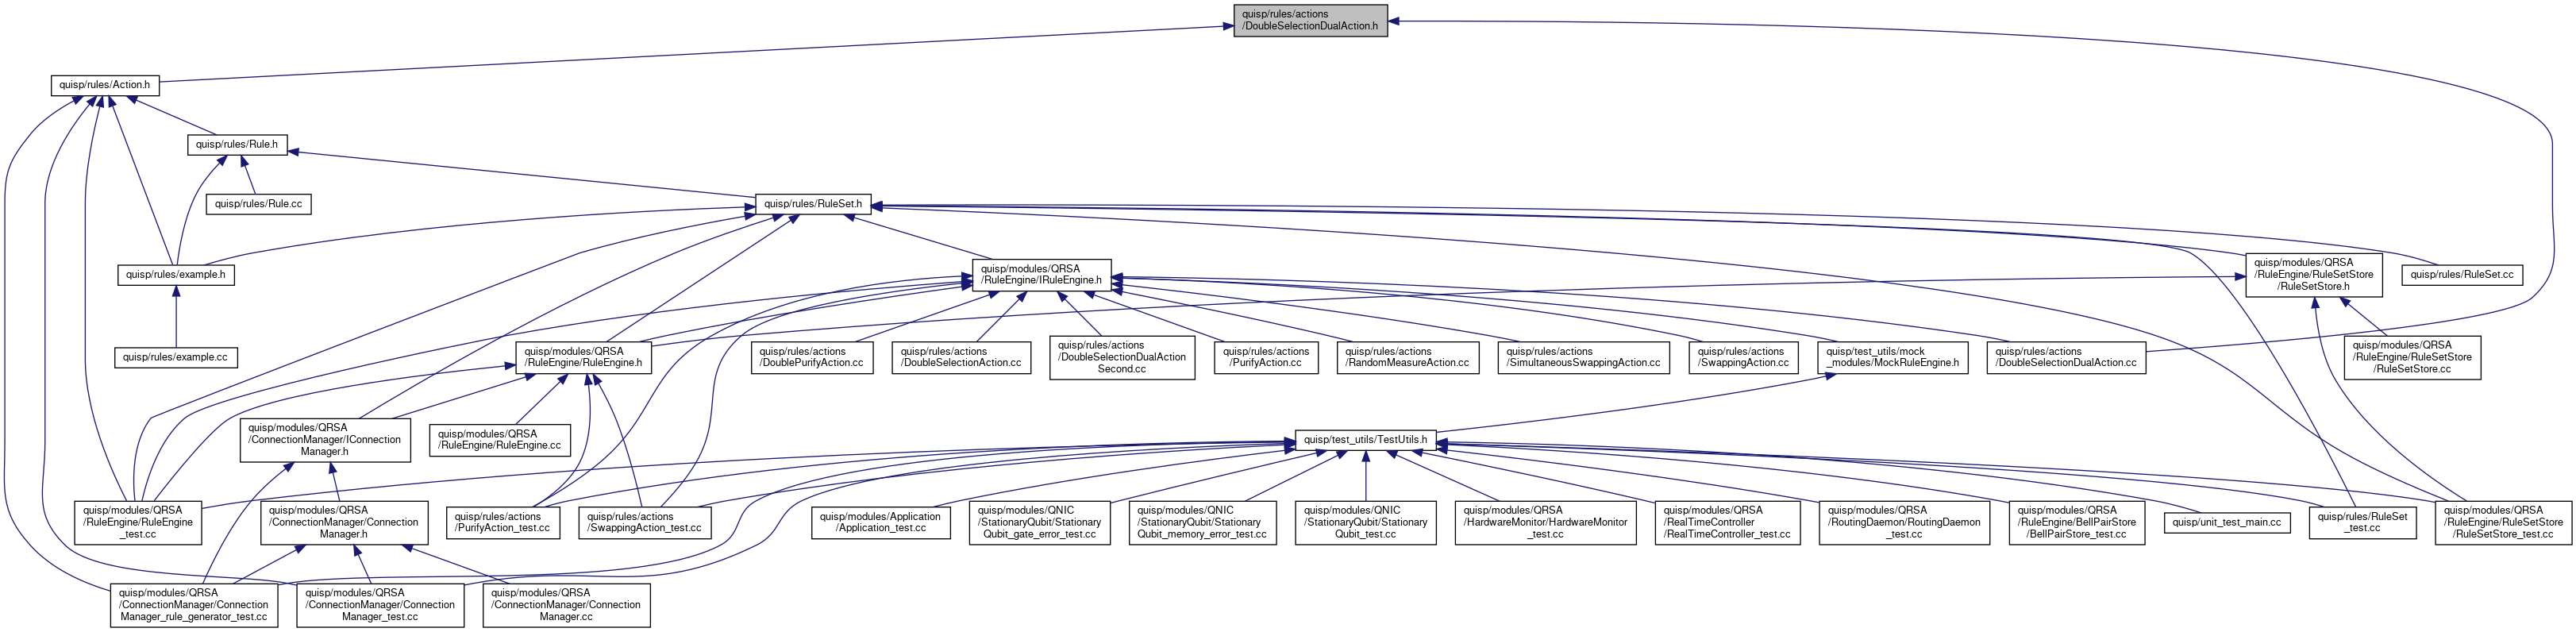 quisp/rules/actions
/DoubleSelectionDualAction.h
quisp/rules/Action.h
quisp/rules/Rule.h
quisp/rules/Rule.cc
quisp/rules/RuleSet.h
quisp/rules/example.h
quisp/modules/QRSA
/RuleEngine/IRuleEngine.h
quisp/modules/QRSA
/RuleEngine/RuleSetStore
/RuleSetStore.h
quisp/rules/RuleSet.cc
quisp/rules/example.cc
quisp/modules/QRSA
/RuleEngine/RuleEngine.h
quisp/rules/actions
/DoublePurifyAction.cc
quisp/rules/actions
/DoubleSelectionAction.cc
quisp/rules/actions
/DoubleSelectionDualAction
Second.cc
quisp/rules/actions
/PurifyAction.cc
quisp/rules/actions
/RandomMeasureAction.cc
quisp/rules/actions
/SimultaneousSwappingAction.cc
quisp/rules/actions
/SwappingAction.cc
quisp/test_utils/mock
_modules/MockRuleEngine.h
quisp/rules/actions
/DoubleSelectionDualAction.cc
quisp/modules/QRSA
/RuleEngine/RuleSetStore
/RuleSetStore.cc
quisp/modules/QRSA
/ConnectionManager/IConnection
Manager.h
quisp/modules/QRSA
/RuleEngine/RuleEngine.cc
quisp/test_utils/TestUtils.h
quisp/modules/QRSA
/RuleEngine/RuleEngine
_test.cc
quisp/modules/QRSA
/ConnectionManager/Connection
Manager.h
quisp/rules/actions
/PurifyAction_test.cc
quisp/rules/actions
/SwappingAction_test.cc
quisp/modules/Application
/Application_test.cc
quisp/modules/QNIC
/StationaryQubit/Stationary
Qubit_gate_error_test.cc
quisp/modules/QNIC
/StationaryQubit/Stationary
Qubit_memory_error_test.cc
quisp/modules/QNIC
/StationaryQubit/Stationary
Qubit_test.cc
quisp/modules/QRSA
/HardwareMonitor/HardwareMonitor
_test.cc
quisp/modules/QRSA
/RealTimeController
/RealTimeController_test.cc
quisp/modules/QRSA
/RoutingDaemon/RoutingDaemon
_test.cc
quisp/modules/QRSA
/RuleEngine/BellPairStore
/BellPairStore_test.cc
quisp/unit_test_main.cc
quisp/rules/RuleSet
_test.cc
quisp/modules/QRSA
/RuleEngine/RuleSetStore
/RuleSetStore_test.cc
quisp/modules/QRSA
/ConnectionManager/Connection
Manager_rule_generator_test.cc
quisp/modules/QRSA
/ConnectionManager/Connection
Manager_test.cc
quisp/modules/QRSA
/ConnectionManager/Connection
Manager.cc